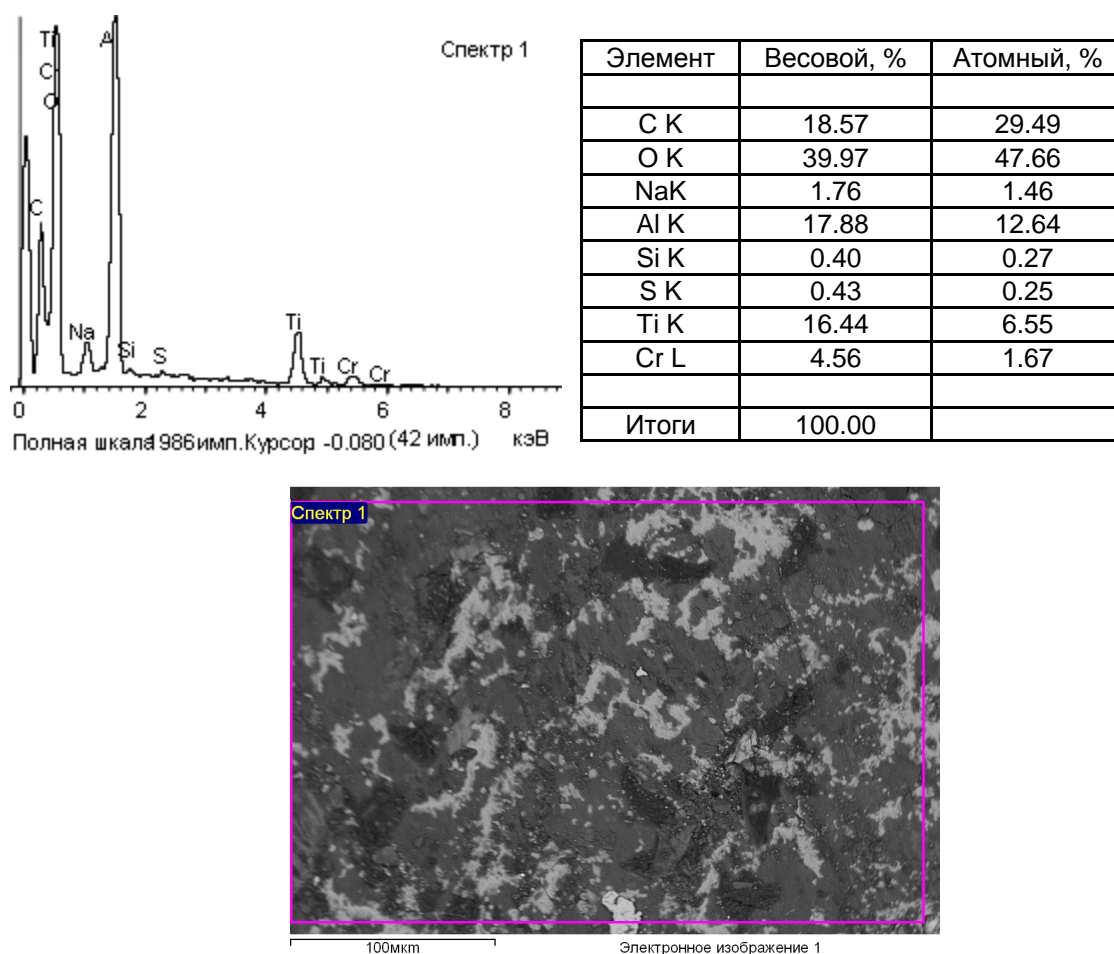 Спектр 1
Ti
C
O
A
C
Na
Si
S
Ti
Ti
Cr
Cr
0 2 4 6 8
Полная шкала 1986 имп. Курсор -0.080 (42 имп.) кэВ
Элемент Весовой, % Атомный, %
C K 18.57 29.49
O K 39.97 47.66
NaK 1.76 1.46
Al K 17.88 12.64
Si K 0.40 0.27
S K 0.43 0.25
Ti K 16.44 6.55
Cr L 4.56 1.67
Итоги 100.00
Спектр 1
100мкm Электронное изображение 1